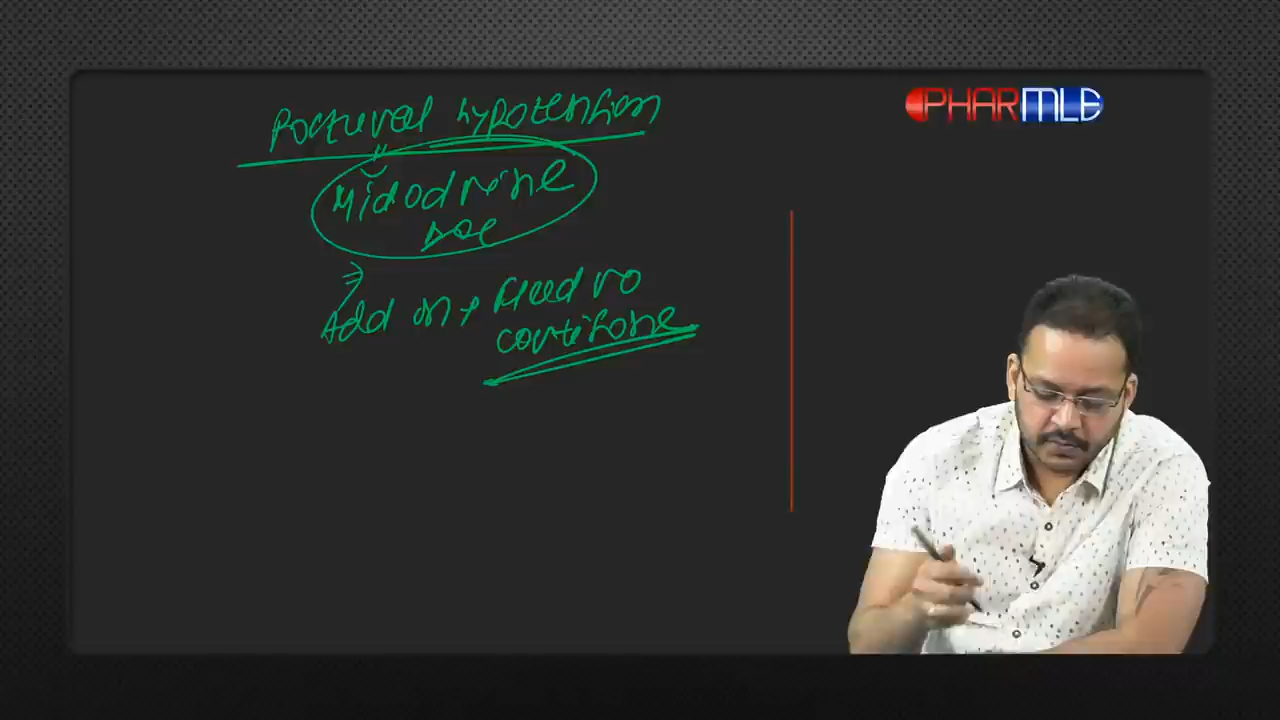 Postural hypotension
Midodrine
DOC
Add on + Fludro
cortisone
PHARMLE